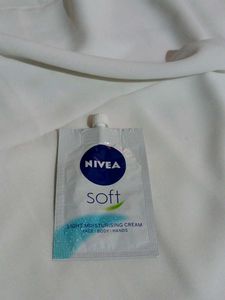 NIVEA
soft
LIGHT MOISTURISING CREAM
FACE | BODY | HANDS